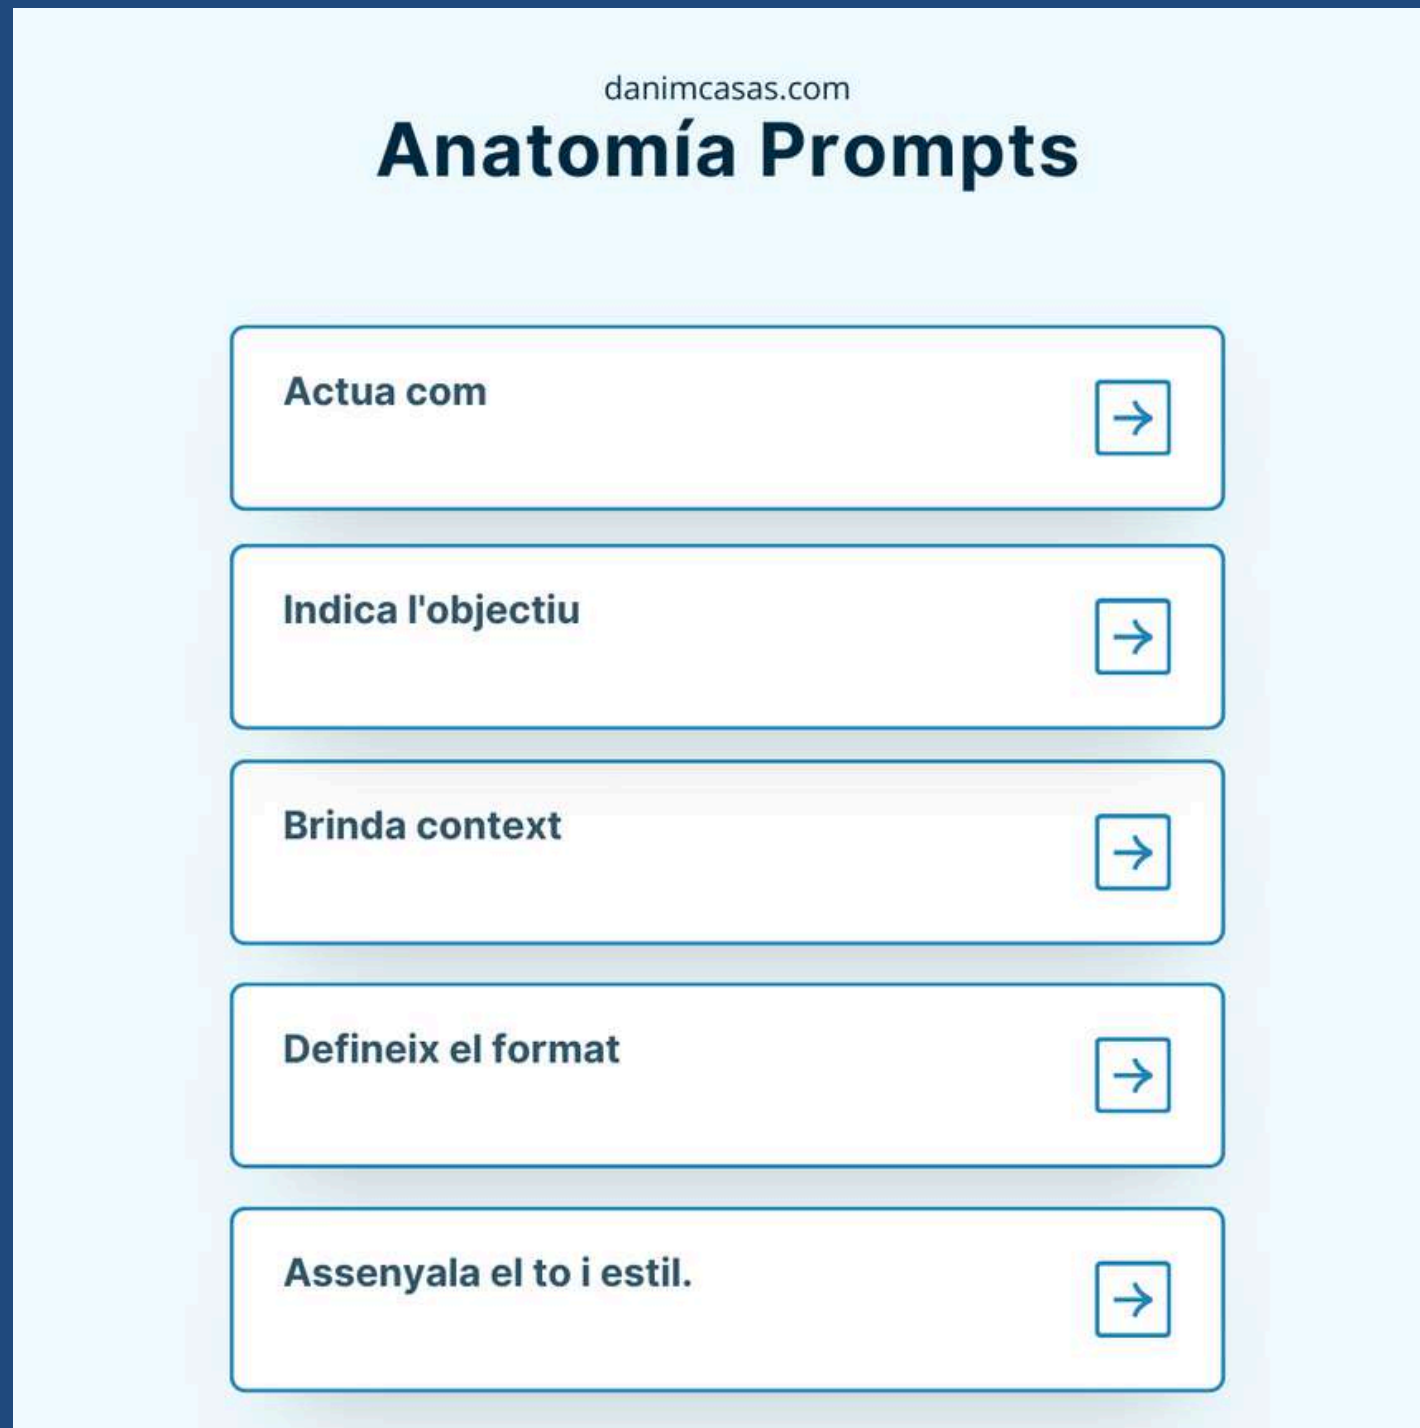 danimcasas.com
Anatomía Prompts
Actua com
Indica l'objectiu
Brinda context
Defineix el format
Assenyala el to i estil.